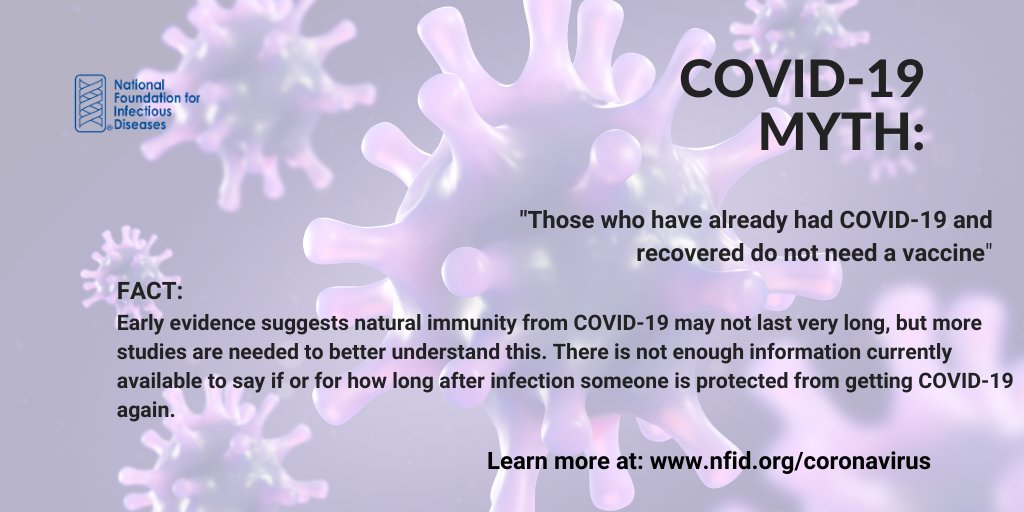 National
Foundation for
Infectious
®Diseases
COVID-19
MYTH:
"Those who have already had COVID-19 and
recovered do not need a vaccine"
FACT:
Early evidence suggests natural immunity from COVID-19 may not last very long, but more
studies are needed to better understand this. There is not enough information currently
available to say if or for how long after infection someone is protected from getting COVID-19
again.
Learn more at: www.nfid.org/coronavirus